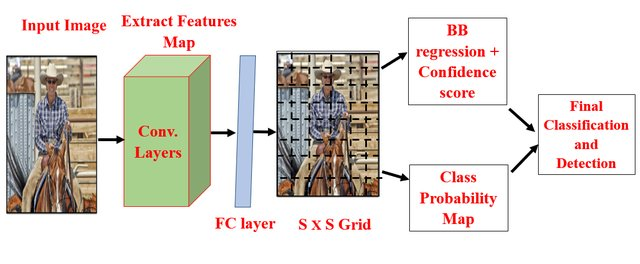 Input Image
Extract Features
Map
Conv.
Layers
FC layer
S X S Grid
BB
regression +
Confidence
score
Class
Probability
Map
Final
Classification
and
Detection